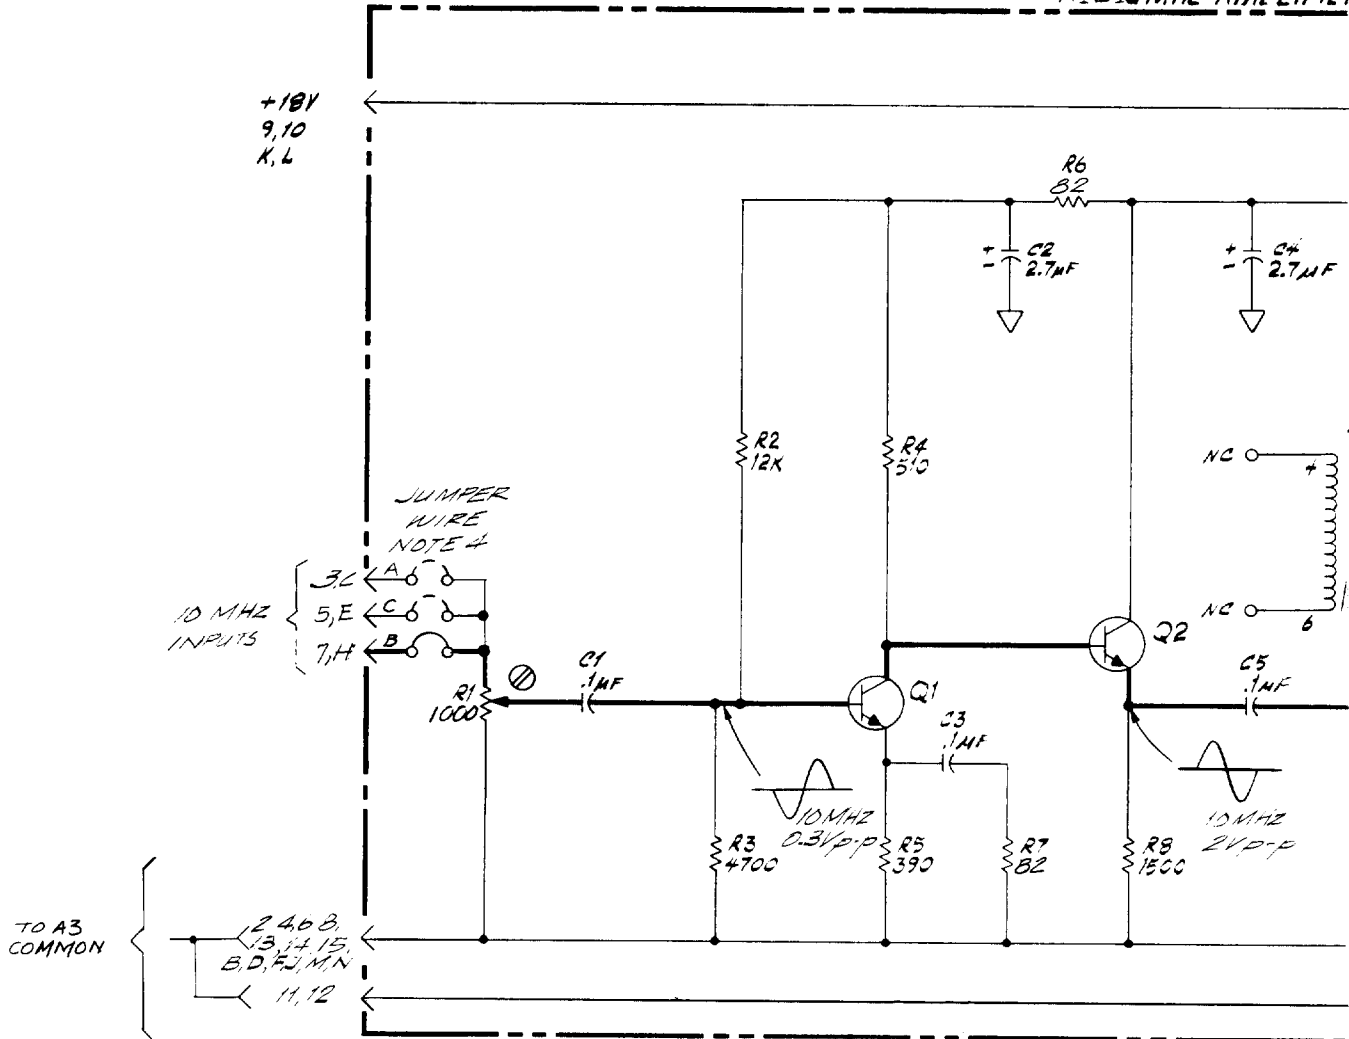 +18V
9,10
K,L
R6
82
+
-
C2
2.7µF
+
-
C4
2.7µF
R2
12K
R4
510
NC
4
JUMPER
WIRE
NOTE 4
10 MHZ
INPUTS
3,C
A
5,E
C
7,H
B
NC
6
Q2
R1
1000
C1
.1µF
Q1
C5
.1µF
C3
.1µF
10MHZ
0.3Vp-p
10MHZ
2Vp-p
R3
4700
R5
390
R7
82
R8
1500
TO A3
COMMON
2 4,6 8,
13,14 15,
B,D,F,J,M,N
11,12